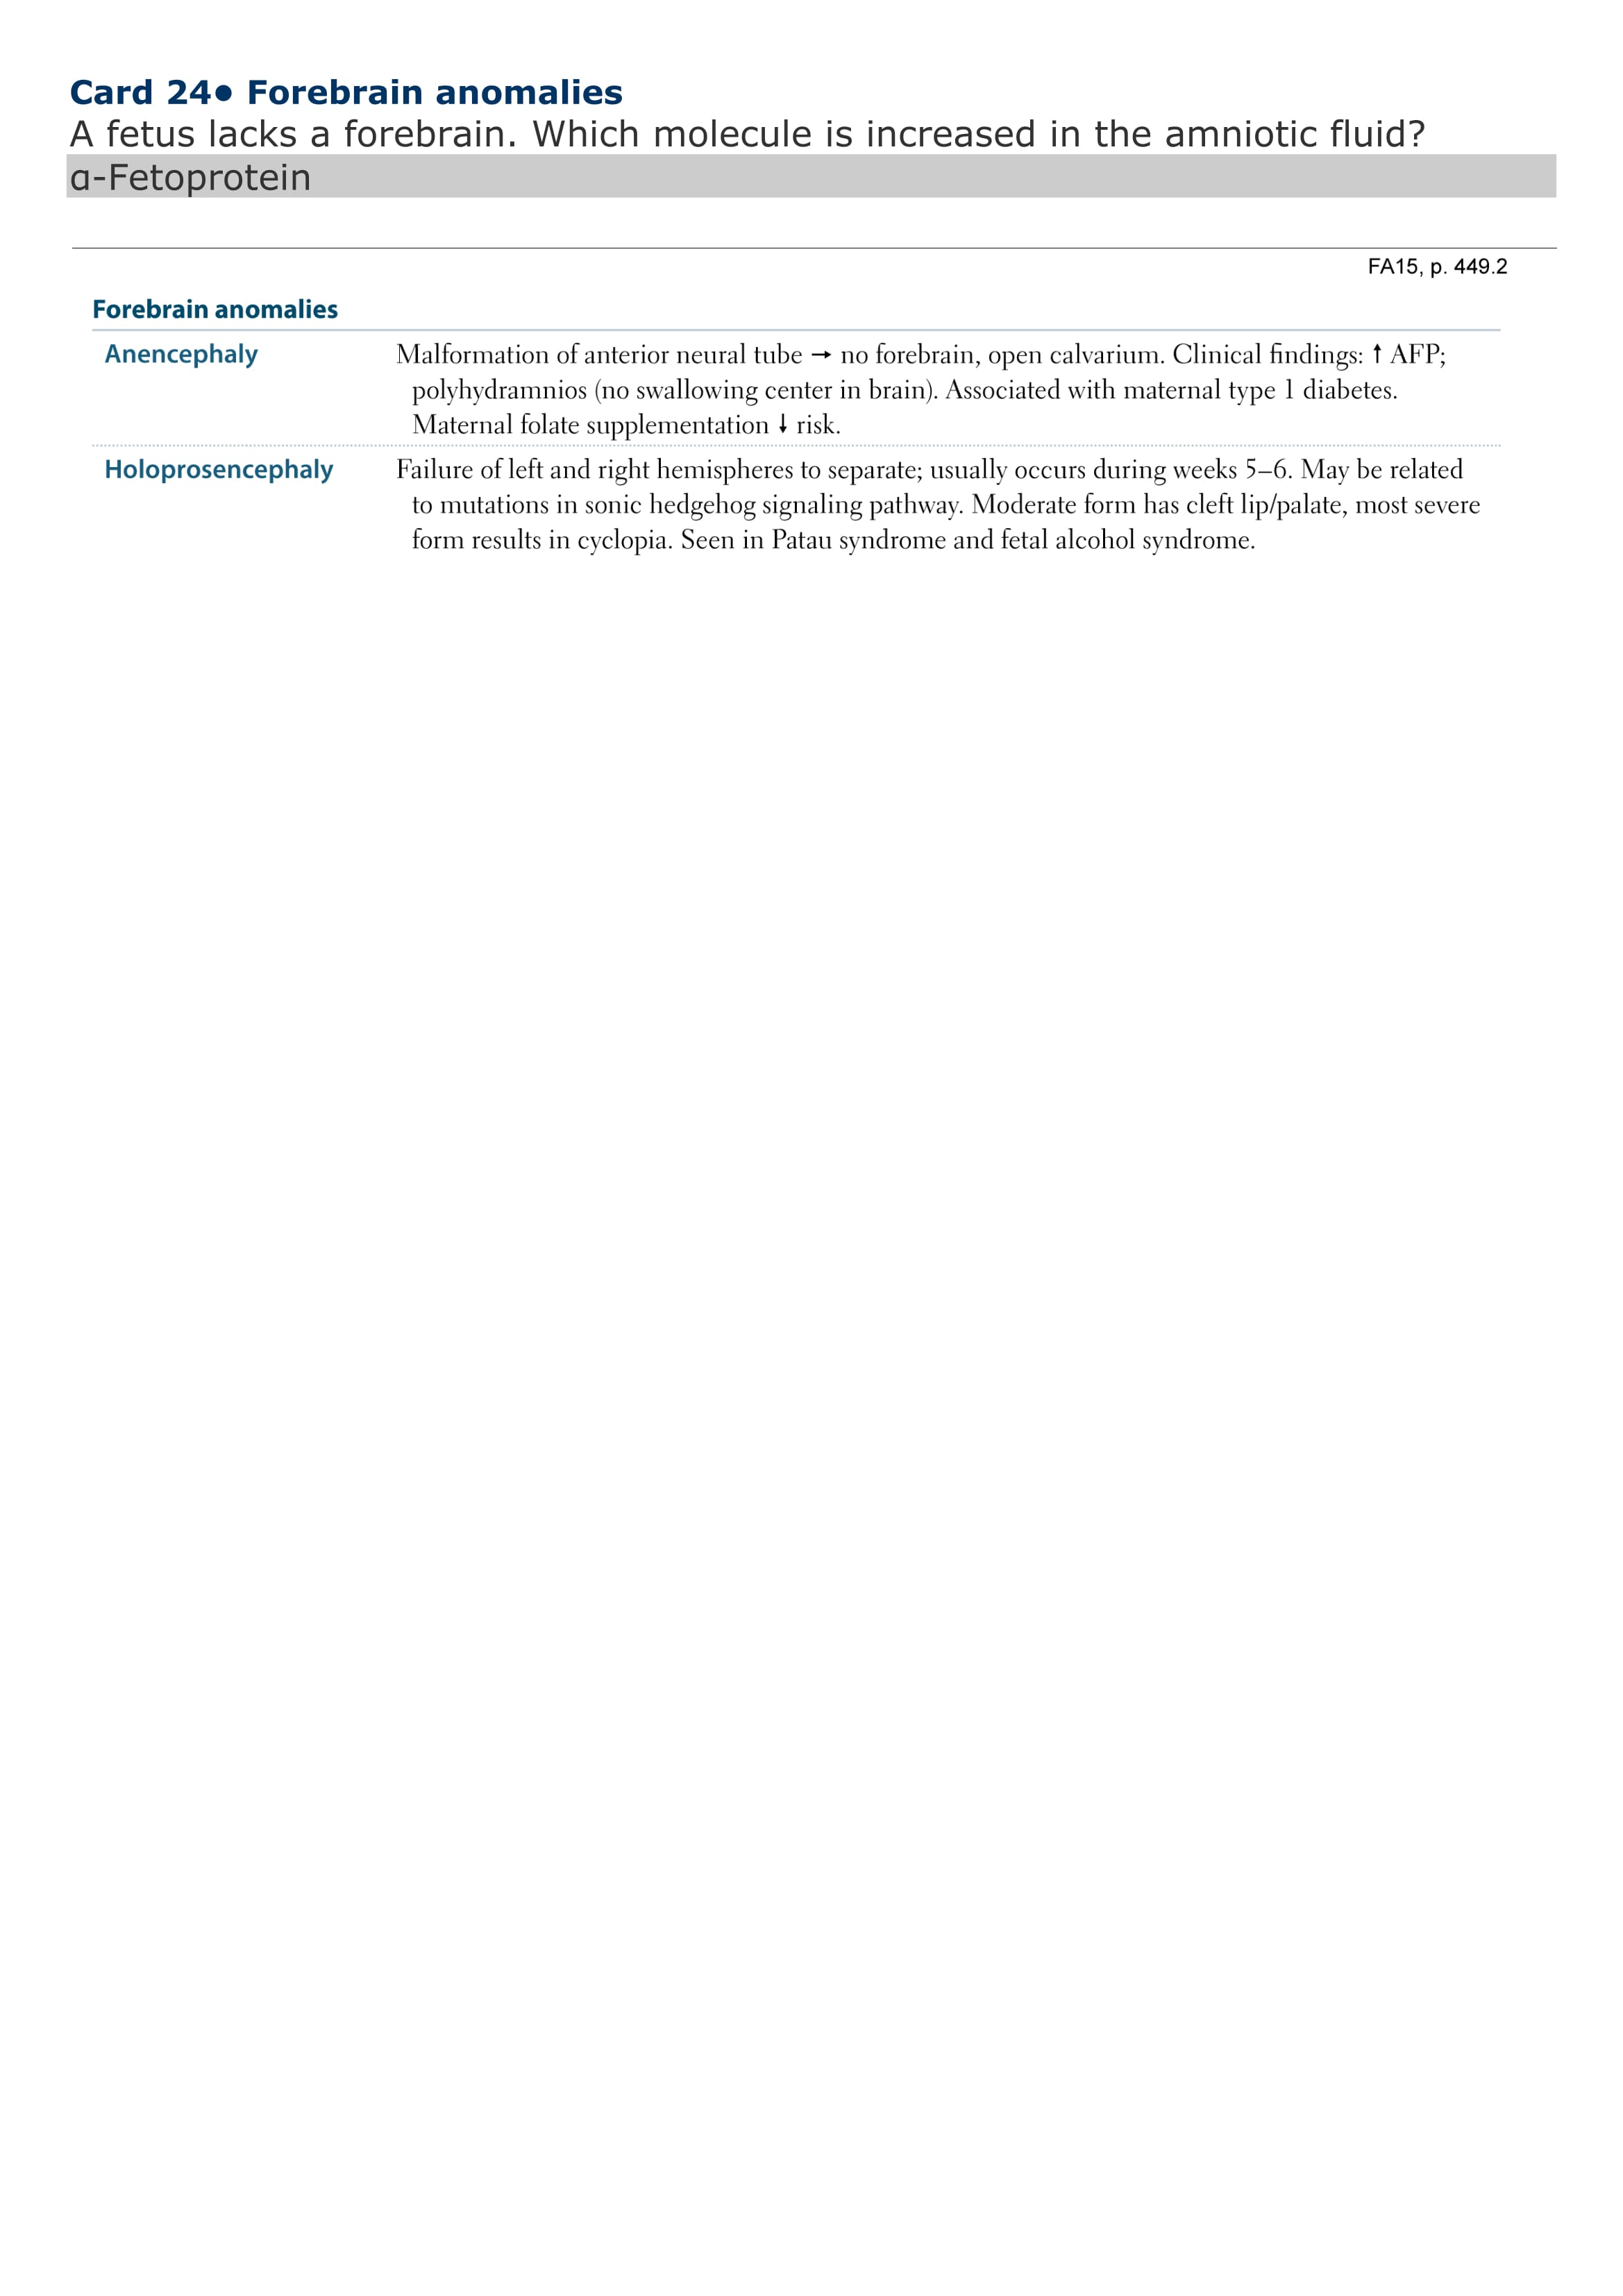 Card 24● Forebrain anomalies
A fetus lacks a forebrain. Which molecule is increased in the amniotic fluid?
α-Fetoprotein
FA15, p. 449.2
Forebrain anomalies
Anencephaly
Malformation of anterior neural tube → no forebrain, open calvarium. Clinical findings: ↑ AFP;
polyhydramnios (no swallowing center in brain). Associated with maternal type 1 diabetes.
Maternal folate supplementation ↓ risk.
Holoprosencephaly
Failure of left and right hemispheres to separate; usually occurs during weeks 5–6. May be related
to mutations in sonic hedgehog signaling pathway. Moderate form has cleft lip/palate, most severe
form results in cyclopia. Seen in Patau syndrome and fetal alcohol syndrome.